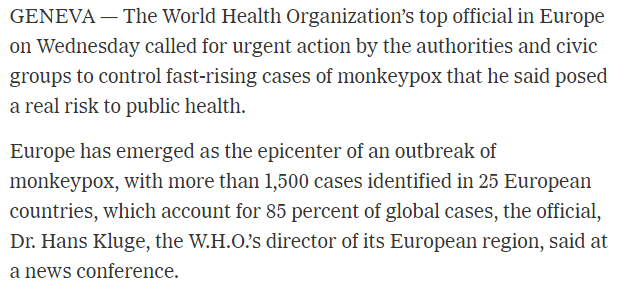 GENEVA — The World Health Organization’s top official in Europe
on Wednesday called for urgent action by the authorities and civic
groups to control fast-rising cases of monkeypox that he said posed
a real risk to public health.
Europe has emerged as the epicenter of an outbreak of
monkeypox, with more than 1,500 cases identified in 25 European
countries, which account for 85 percent of global cases, the official,
Dr. Hans Kluge, the W.H.O.’s director of its European region, said at
a news conference.